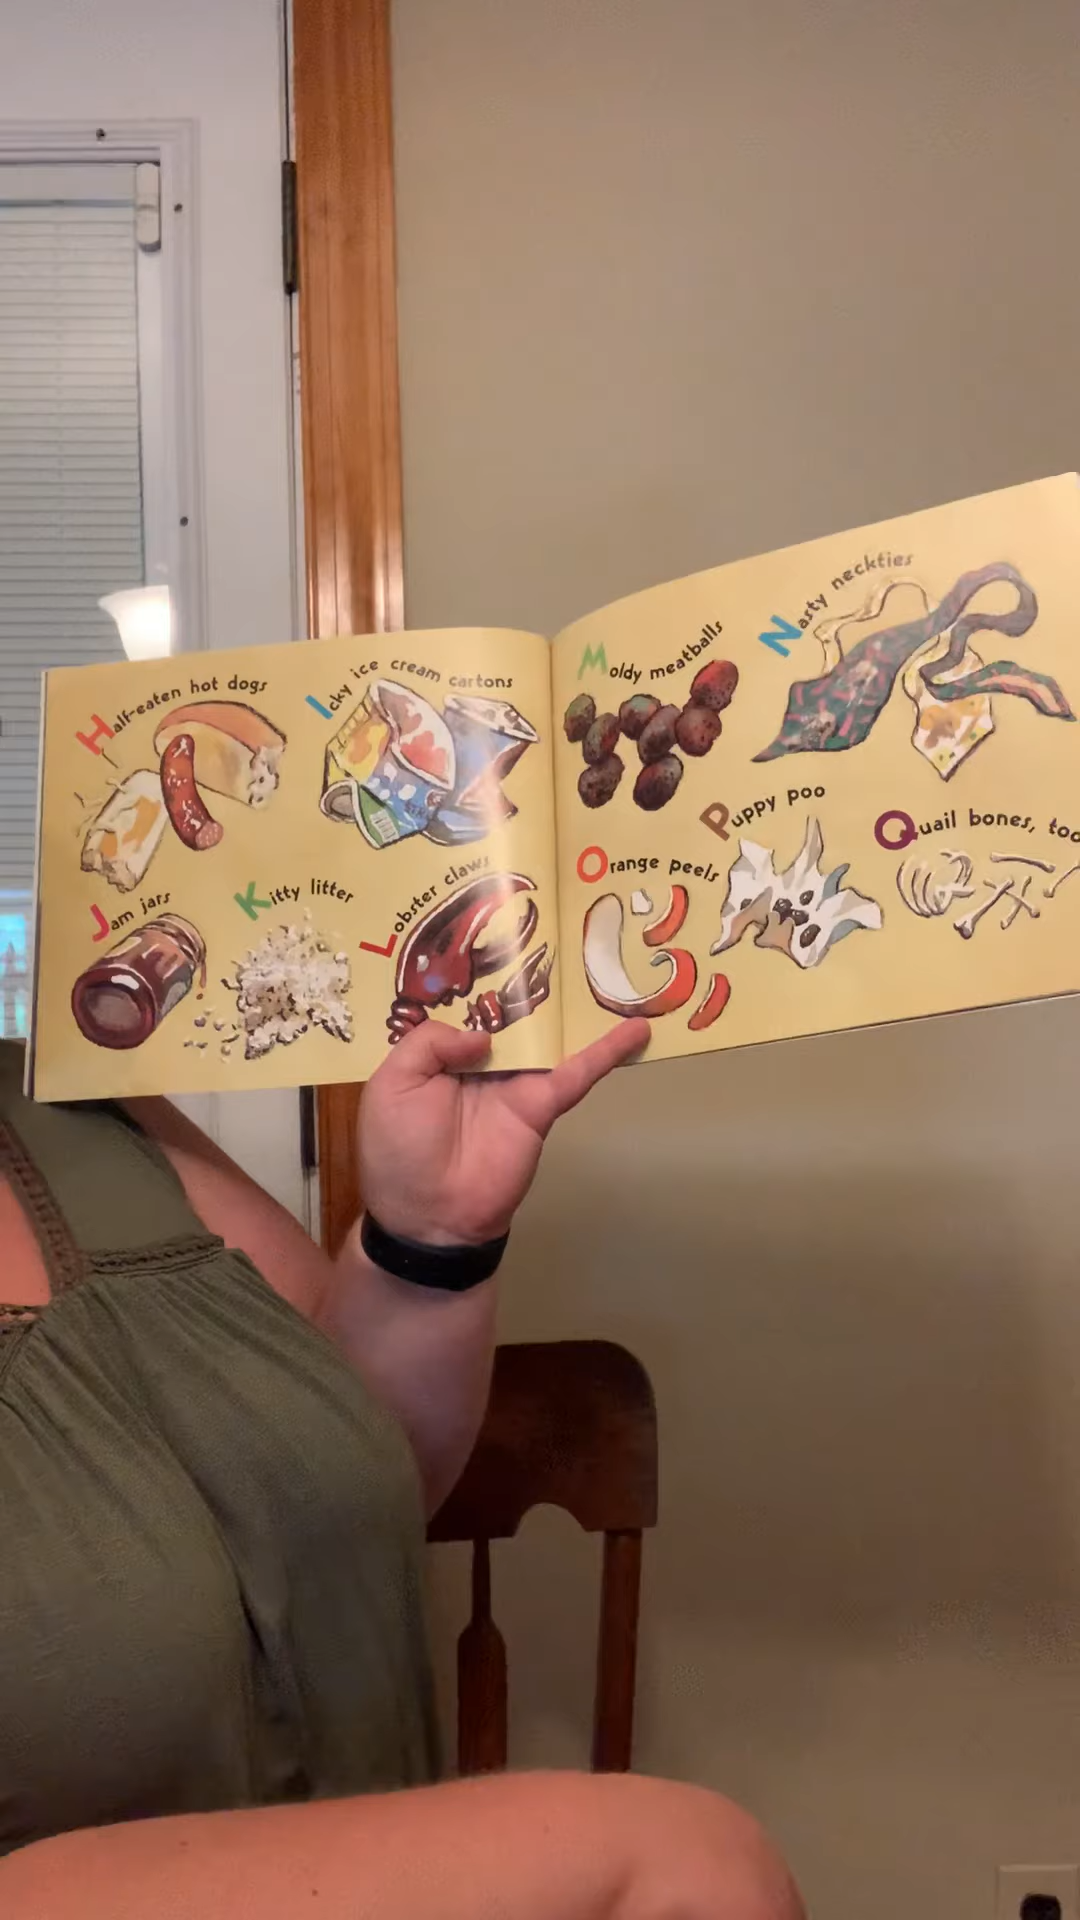 Half-eaten hot dogs
Icky ice cream cartons
Jam jars
Kitty litter
Lobster claws
Moldy meatballs
Nasty neckties
Orange peels
Puppy poo
Quail bones, too